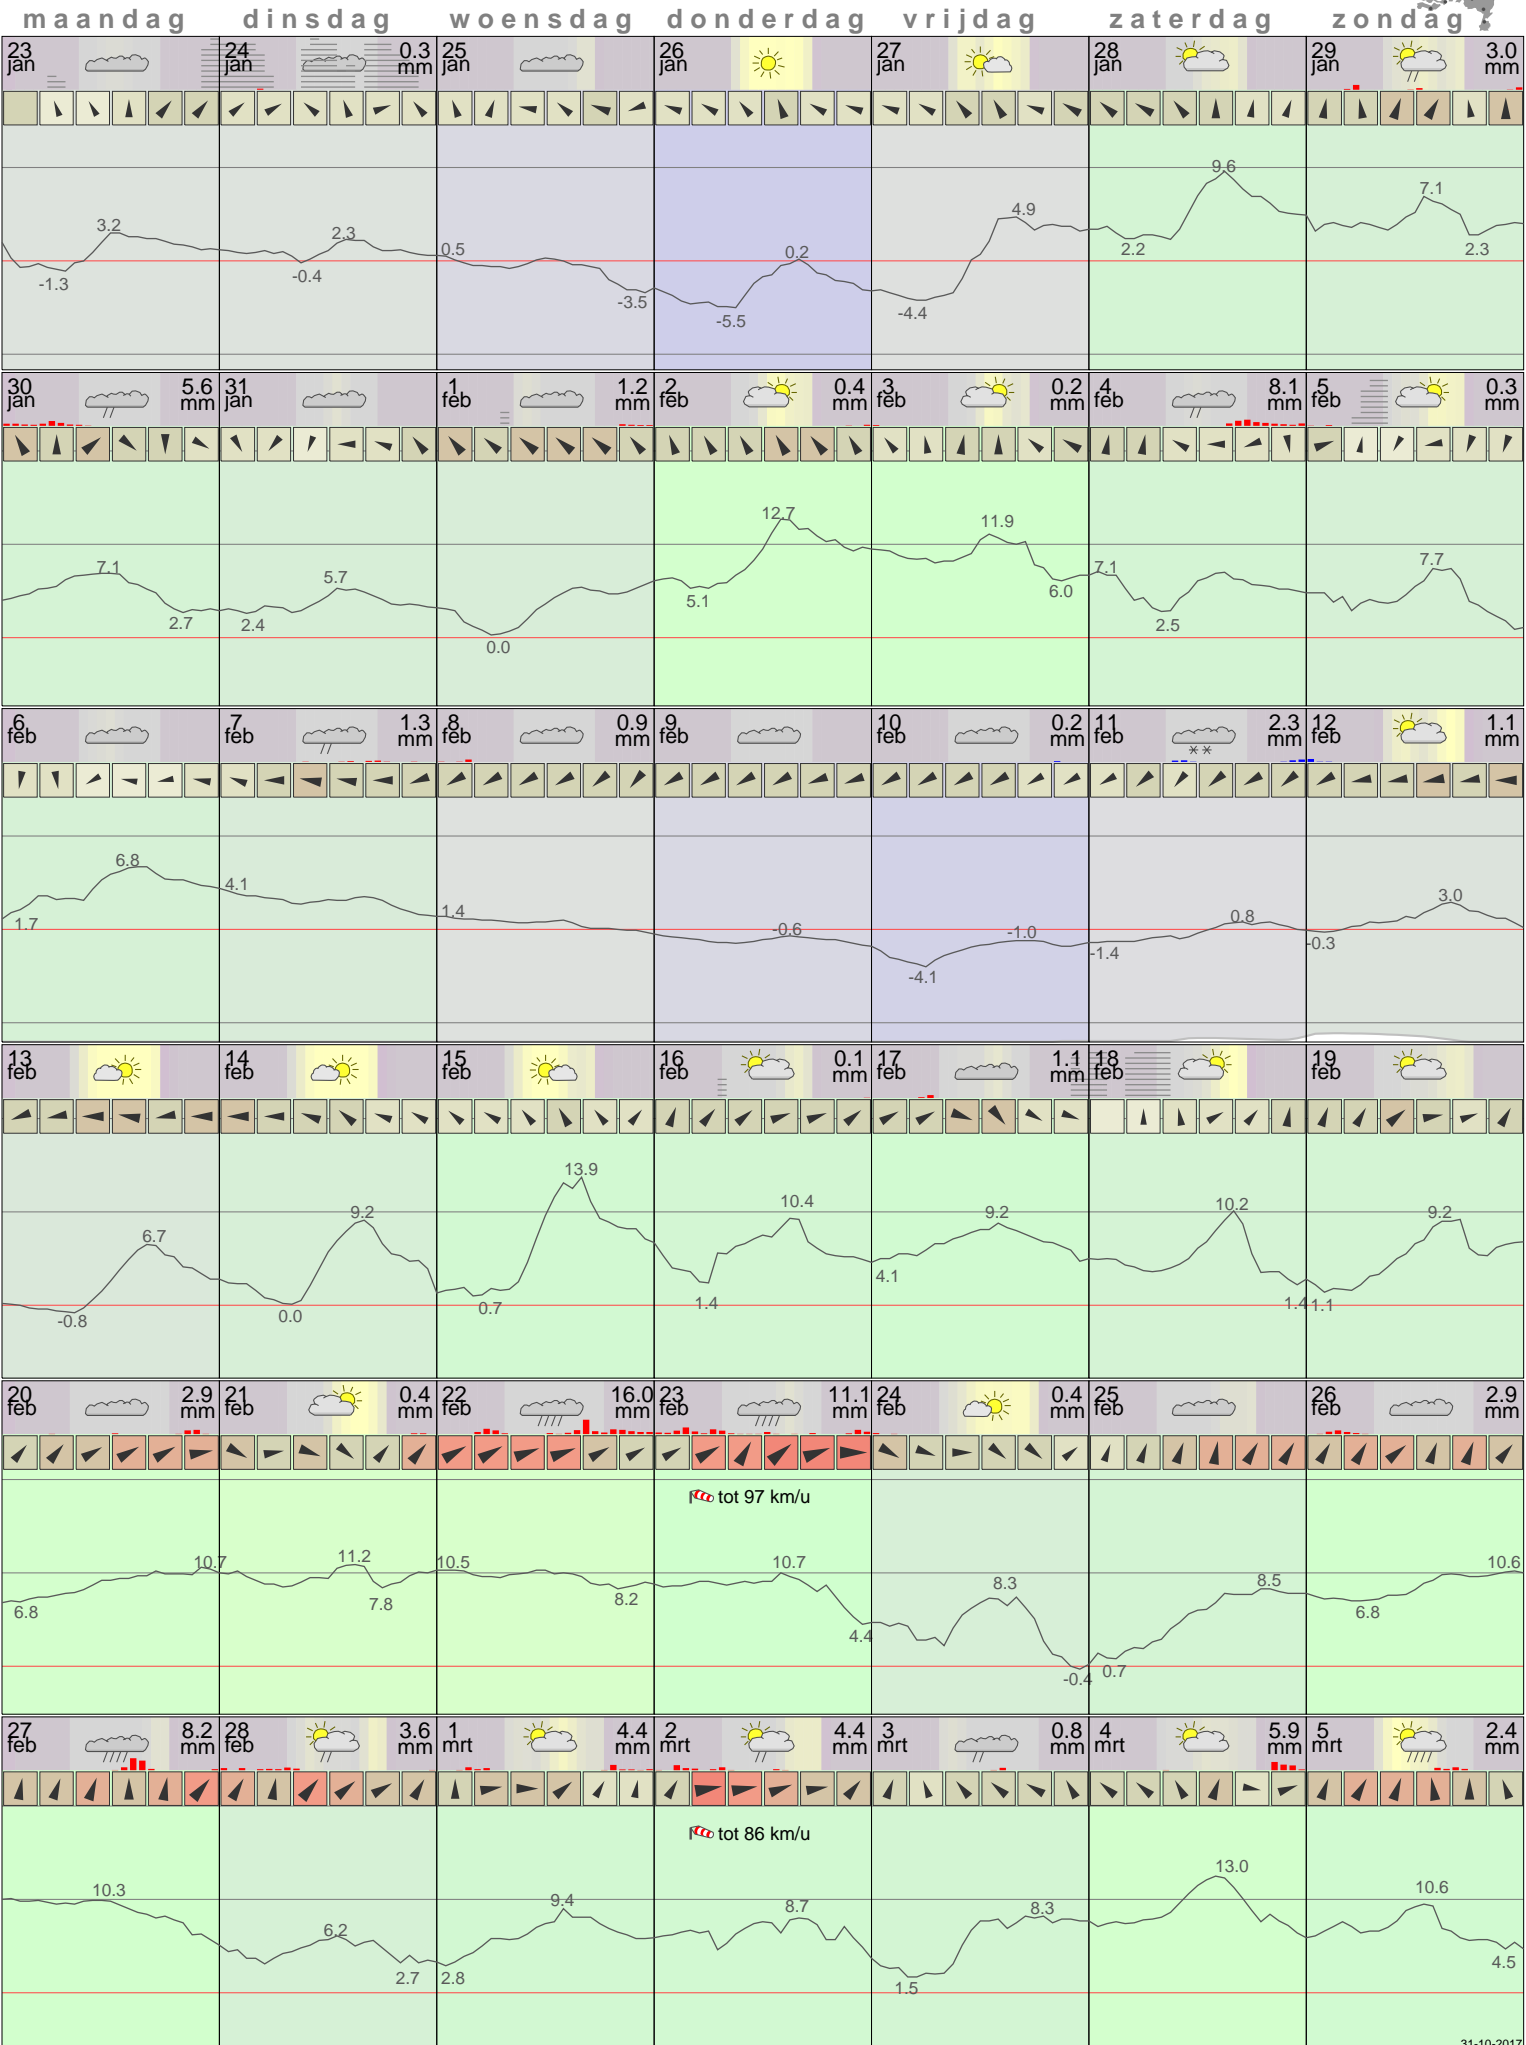 maandag dinsdag woensdag donderdag vrijdag zaterdag zondag
23 jan
24 jan 0.3 mm
25 jan
26 jan
27 jan
28 jan
29 jan 3.0 mm
-1.3 3.2 -0.4 2.3 0.5 -3.5 -5.5 0.2 -4.4 4.9 2.2 9.6 7.1 2.3
30 jan 5.6 mm
31 jan
1 feb 1.2 mm
2 feb 0.4 mm
3 feb 0.2 mm
4 feb 8.1 mm
5 feb 0.3 mm
7.1 2.7 2.4 5.7 0.0 5.1 12.7 11.9 6.0 7.1 2.5 7.7
6 feb
7 feb 1.3 mm
8 feb 0.9 mm
9 feb
10 feb 0.2 mm
11 feb 2.3 mm
12 feb 1.1 mm
1.7 6.8 4.1 1.4 -0.6 -4.1 -1.0 -1.4 0.8 -0.3 3.0
13 feb
14 feb
15 feb
16 feb 0.1 mm
17 feb 1.1 mm
18 feb
19 feb
-0.8 6.7 0.0 9.2 0.7 13.9 1.4 10.4 4.1 9.2 10.2 1.4 1.1 9.2
20 feb 2.9 mm
21 feb 0.4 mm
22 feb 16.0 mm
23 feb 11.1 mm
24 feb 0.4 mm
25 feb
26 feb 2.9 mm
tot 97 km/u
6.8 10.7 11.2 7.8 10.5 8.2 10.7 4.4 8.3 -0.4 0.7 8.5 6.8 10.6
27 feb 8.2 mm
28 feb 3.6 mm
1 mrt 4.4 mm
2 mrt 4.4 mm
3 mrt 0.8 mm
4 mrt 5.9 mm
5 mrt 2.4 mm
tot 86 km/u
10.3 6.2 2.7 2.8 9.4 8.7 1.5 8.3 13.0 10.6 4.5
31-10-2017